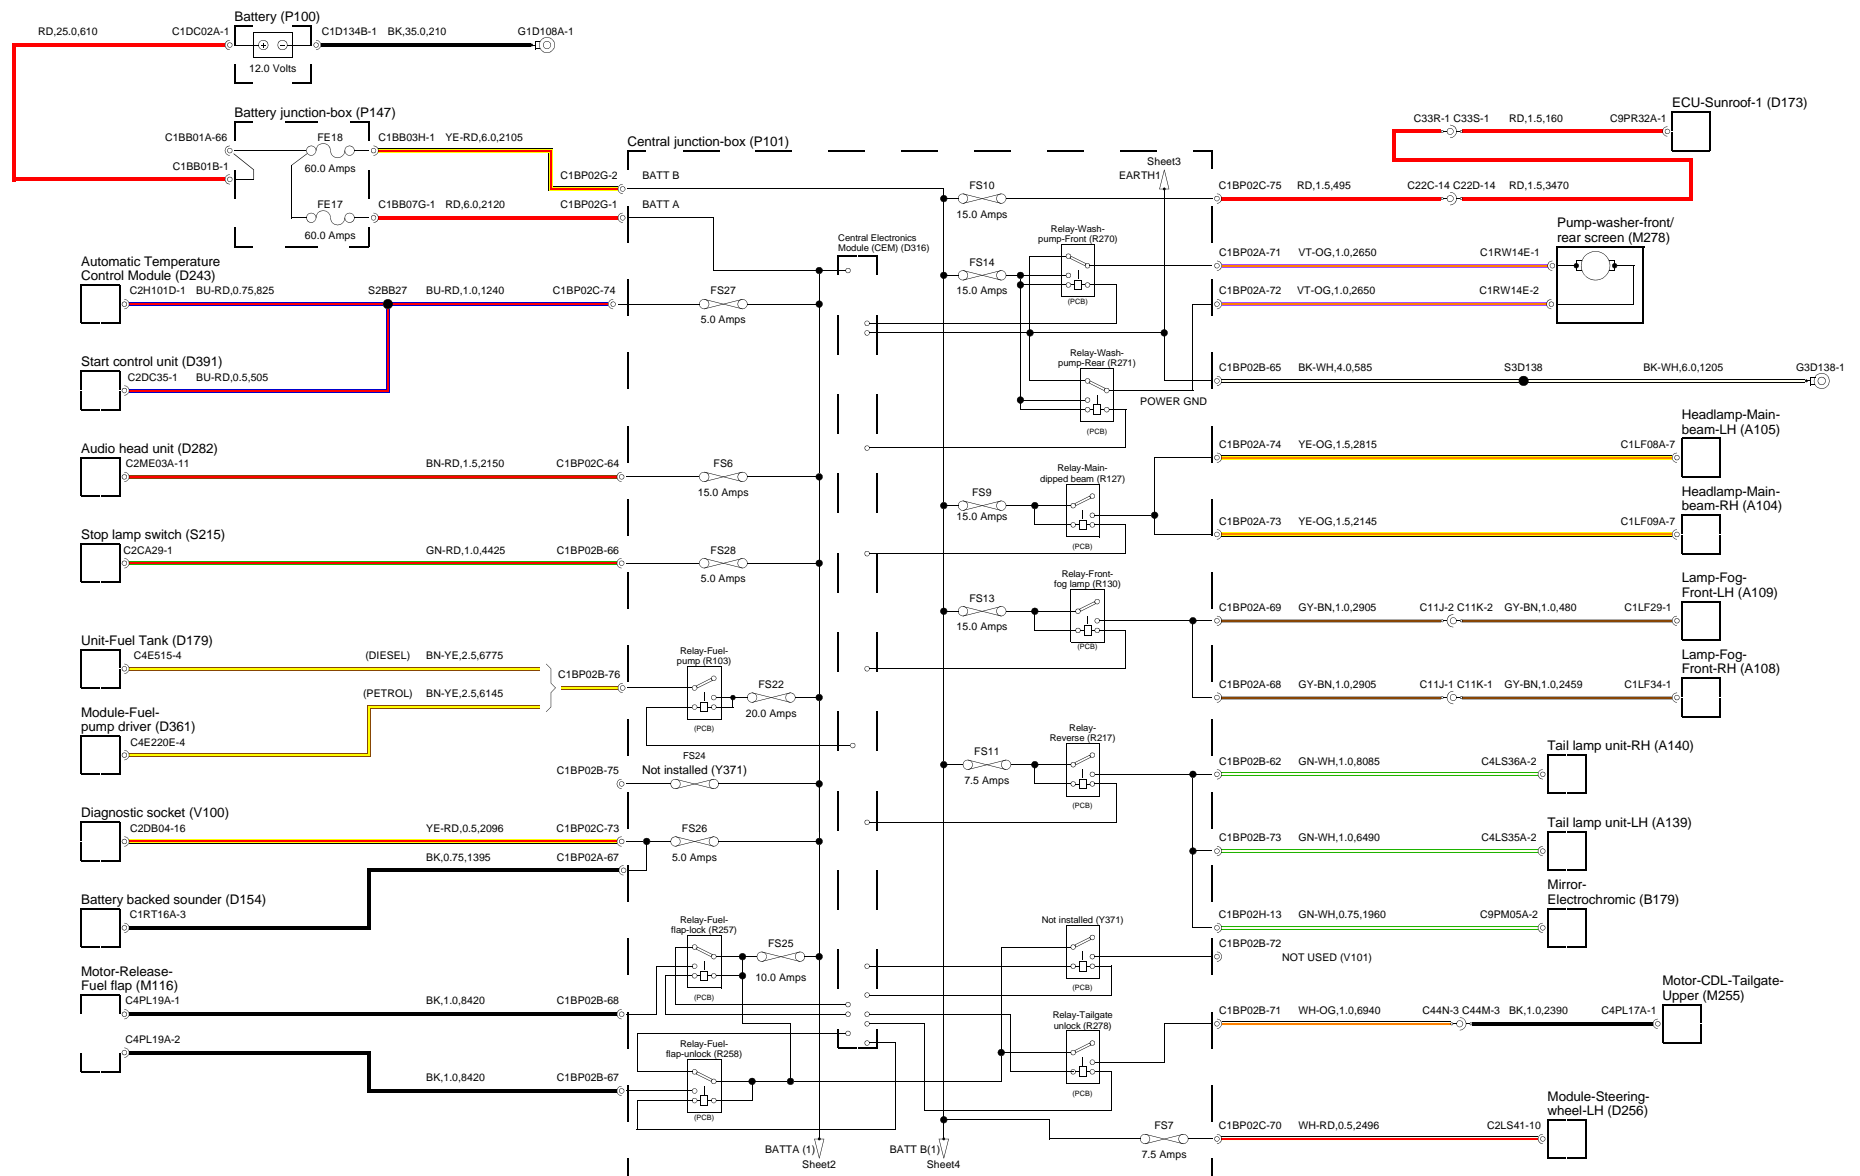 Battery (P100)
RD,25.0,610
C1DC02A-1
C1D134B-1
BK,35.0,210
G1D108A-1
12.0 Volts
Battery junction-box (P147)
C1BB01A-66
FE18
60.0 Amps
C1BB03H-1
YE-RD,6.0,2105
C1BB01B-1
FE17
60.0 Amps
C1BB07G-1
RD,6.0,2120
Central junction-box (P101)
C1BP02G-2
BATT B
C1BP02G-1
BATT A
Central Electronics
Module (CEM) (D316)
Automatic Temperature
Control Module (D243)
C2H101D-1
BU-RD,0.75,825
S2BB27
BU-RD,1.0,1240
C1BP02C-74
FS27
5.0 Amps
Start control unit (D391)
C2DC35-1
BU-RD,0.5,505
Audio head unit (D282)
C2ME03A-11
BN-RD,1.5,2150
C1BP02C-64
FS6
15.0 Amps
Stop lamp switch (S215)
C2CA29-1
GN-RD,1.0,4425
C1BP02B-66
FS28
5.0 Amps
Unit-Fuel Tank (D179)
C4E515-4
(DIESEL)
BN-YE,2.5,6775
(PETROL)
BN-YE,2.5,6145
C1BP02B-76
Module-Fuel-
pump driver (D361)
C4E220E-4
Relay-Fuel-
pump (R103)
(PCB)
FS22
20.0 Amps
FS24
C1BP02B-75
Not installed (Y371)
Diagnostic socket (V100)
C2DB04-16
YE-RD,0.5,2096
C1BP02C-73
FS26
5.0 Amps
BK,0.75,1395
C1BP02A-67
Battery backed sounder (D154)
C1RT16A-3
Relay-Fuel-
flap-lock (R257)
(PCB)
FS25
10.0 Amps
Motor-Release-
Fuel flap (M116)
C4PL19A-1
BK,1.0,8420
C1BP02B-68
C4PL19A-2
BK,1.0,8420
C1BP02B-67
Relay-Fuel-
flap-unlock (R258)
(PCB)
BATTA (1)
Sheet2
BATT B(1)
Sheet4
Sheet3
EARTH1
FS10
15.0 Amps
C1BP02C-75
RD,1.5,495
C22C-14
C22D-14
RD,1.5,3470
C33R-1
C33S-1
RD,1.5,160
C9PR32A-1
ECU-Sunroof-1 (D173)
Relay-Wash-
pump-Front (R270)
(PCB)
FS14
15.0 Amps
C1BP02A-71
VT-OG,1.0,2650
C1RW14E-1
C1BP02A-72
VT-OG,1.0,2650
C1RW14E-2
Pump-washer-front/
rear screen (M278)
Relay-Wash-
pump-Rear (R271)
(PCB)
POWER GND
C1BP02B-65
BK-WH,4.0,585
S3D138
BK-WH,6.0,1205
G3D138-1
Relay-Main-
dipped beam (R127)
(PCB)
FS9
15.0 Amps
C1BP02A-74
YE-OG,1.5,2815
C1LF08A-7
Headlamp-Main-
beam-LH (A105)
C1BP02A-73
YE-OG,1.5,2145
C1LF09A-7
Headlamp-Main-
beam-RH (A104)
Relay-Front-
fog lamp (R130)
(PCB)
FS13
15.0 Amps
C1BP02A-69
GY-BN,1.0,2905
C11J-2
C11K-2
GY-BN,1.0,480
C1LF29-1
Lamp-Fog-
Front-LH (A109)
C1BP02A-68
GY-BN,1.0,2905
C11J-1
C11K-1
GY-BN,1.0,2459
C1LF34-1
Lamp-Fog-
Front-RH (A108)
Relay-
Reverse (R217)
(PCB)
FS11
7.5 Amps
C1BP02B-62
GN-WH,1.0,8085
C4LS36A-2
Tail lamp unit-RH (A140)
C1BP02B-73
GN-WH,1.0,6490
C4LS35A-2
Tail lamp unit-LH (A139)
C1BP02H-13
GN-WH,0.75,1960
C9PM05A-2
Mirror-
Electrochromic (B179)
Not installed (Y371)
(PCB)
C1BP02B-72
NOT USED (V101)
Relay-Tailgate
unlock (R278)
(PCB)
C1BP02B-71
WH-OG,1.0,6940
C44N-3
C44M-3
BK,1.0,2390
C4PL17A-1
Motor-CDL-Tailgate-
Upper (M255)
FS7
7.5 Amps
C1BP02C-70
WH-RD,0.5,2496
C2LS41-10
Module-Steering-
wheel-LH (D256)